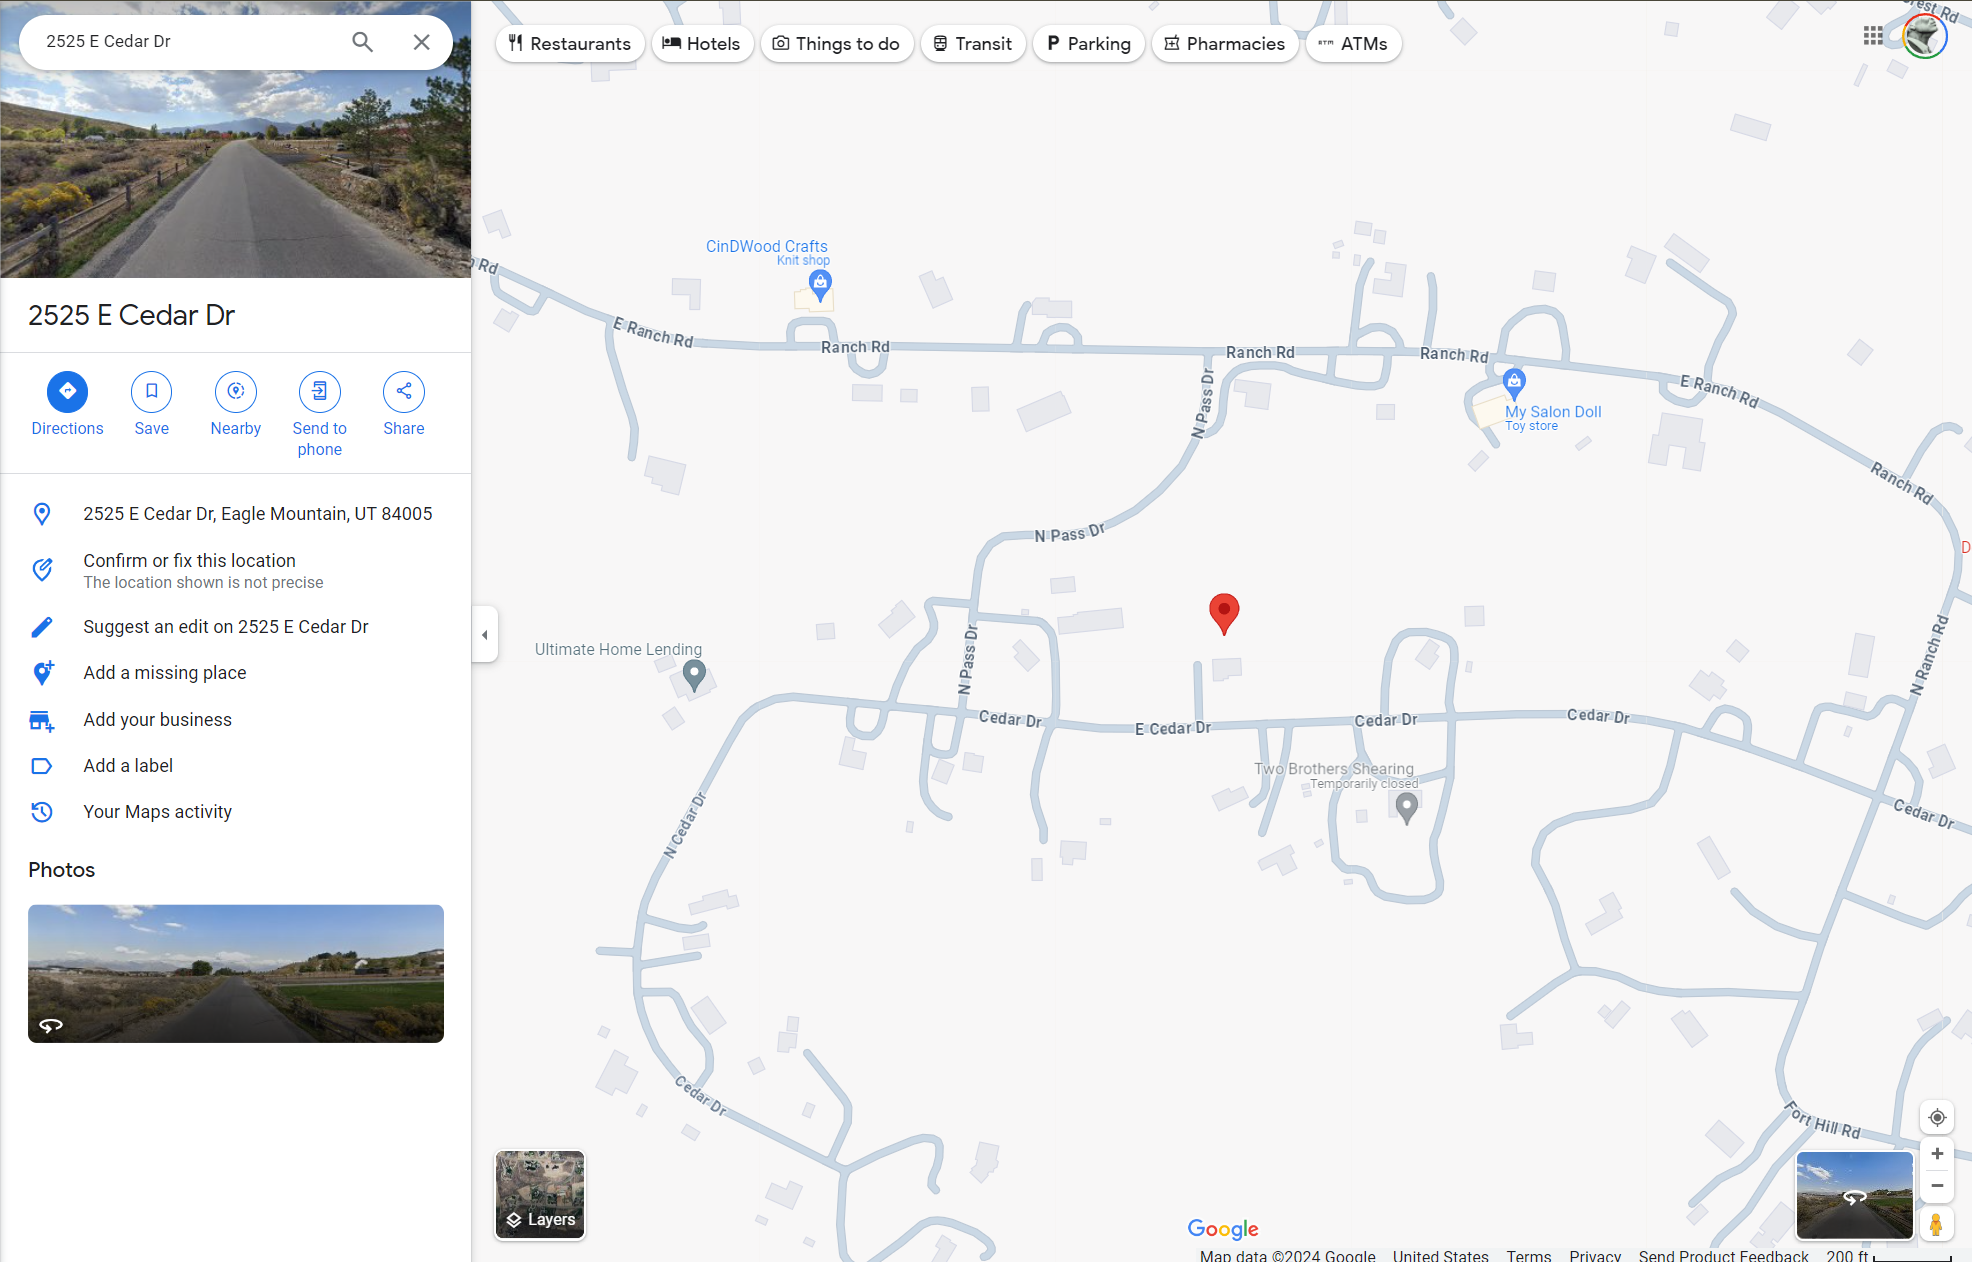 2525 E Cedar Dr
Restaurants
Hotels
Things to do
Transit
P Parking
Pharmacies
ATM ATMs
2525 E Cedar Dr
Directions
Save
Nearby
Send to
phone
Share
2525 E Cedar Dr, Eagle Mountain, UT 84005
Confirm or fix this location
The location shown is not precise
Suggest an edit on 2525 E Cedar Dr
Add a missing place
Add your business
Add a label
Your Maps activity
Photos
Rd
CinDWood Crafts
Knit shop
E Ranch Rd
Ranch Rd
Ranch Rd
Ranch Rd
E Ranch Rd
My Salon Doll
Toy store
N Pass Dr
Ranch Rd
N Pass Dr
D
Ultimate Home Lending
N Pass Dr
N Ranch Rd
Cedar Dr
E Cedar Dr
Cedar Dr
Cedar Dr
Two Brothers Shearing
Temporarily closed
N Cedar Dr
Cedar Dr
Cedar Dr
Fort Hill Rd
Layers
Google
Map data ©2024 Google
United States
Terms
Privacy
Send Product Feedback
200 ft